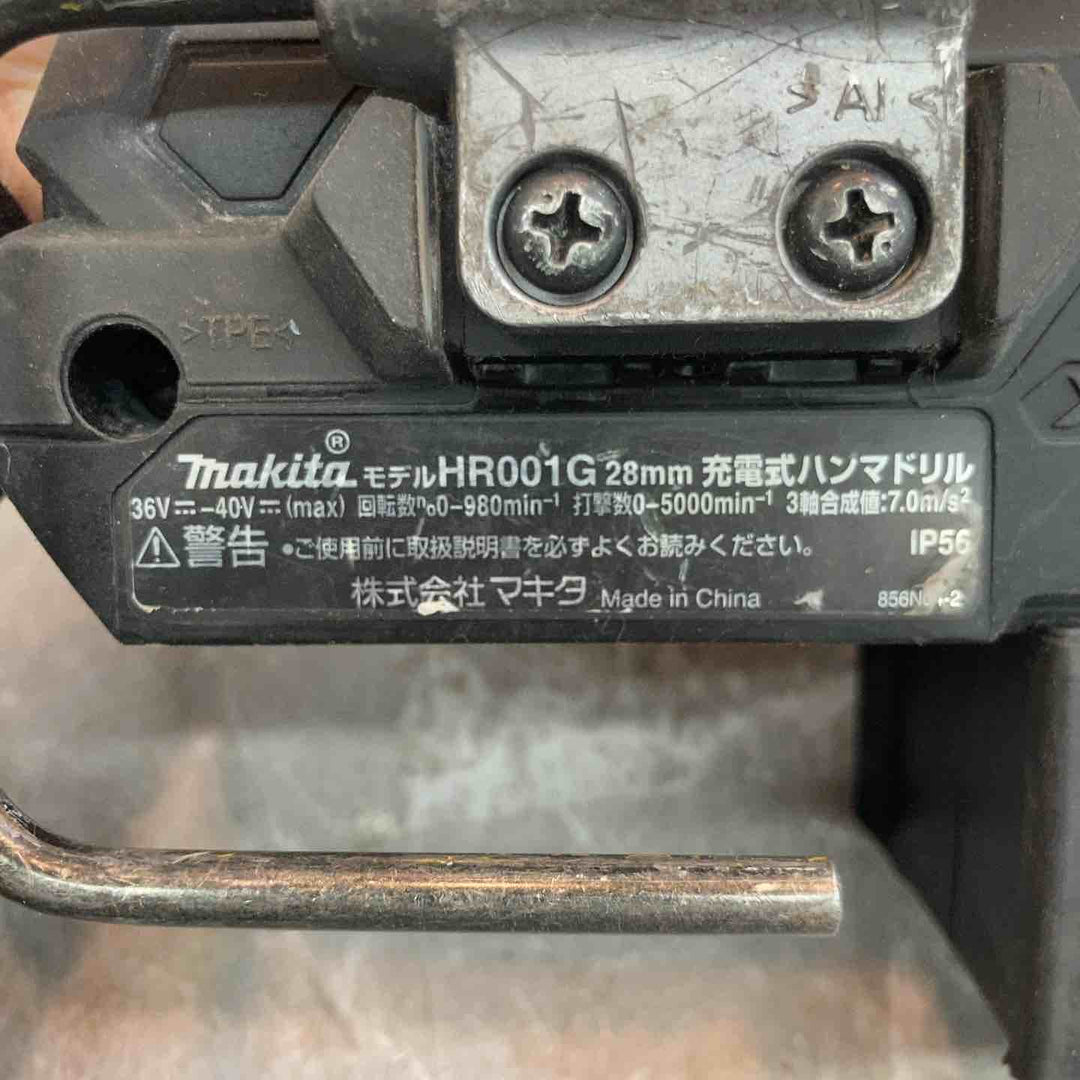 >AI<
>TPE<
makita® モデルHR001G 28mm 充電式ハンマドリル
36V⎓-40V⎓(max) 回転数n₀0-980min⁻¹ 打撃数0-5000min⁻¹ 3軸合成値:7.0m/s²
⚠警告 •ご使用前に取扱説明書を必ずよくお読みください。 IP56
株式会社マキタ Made in China